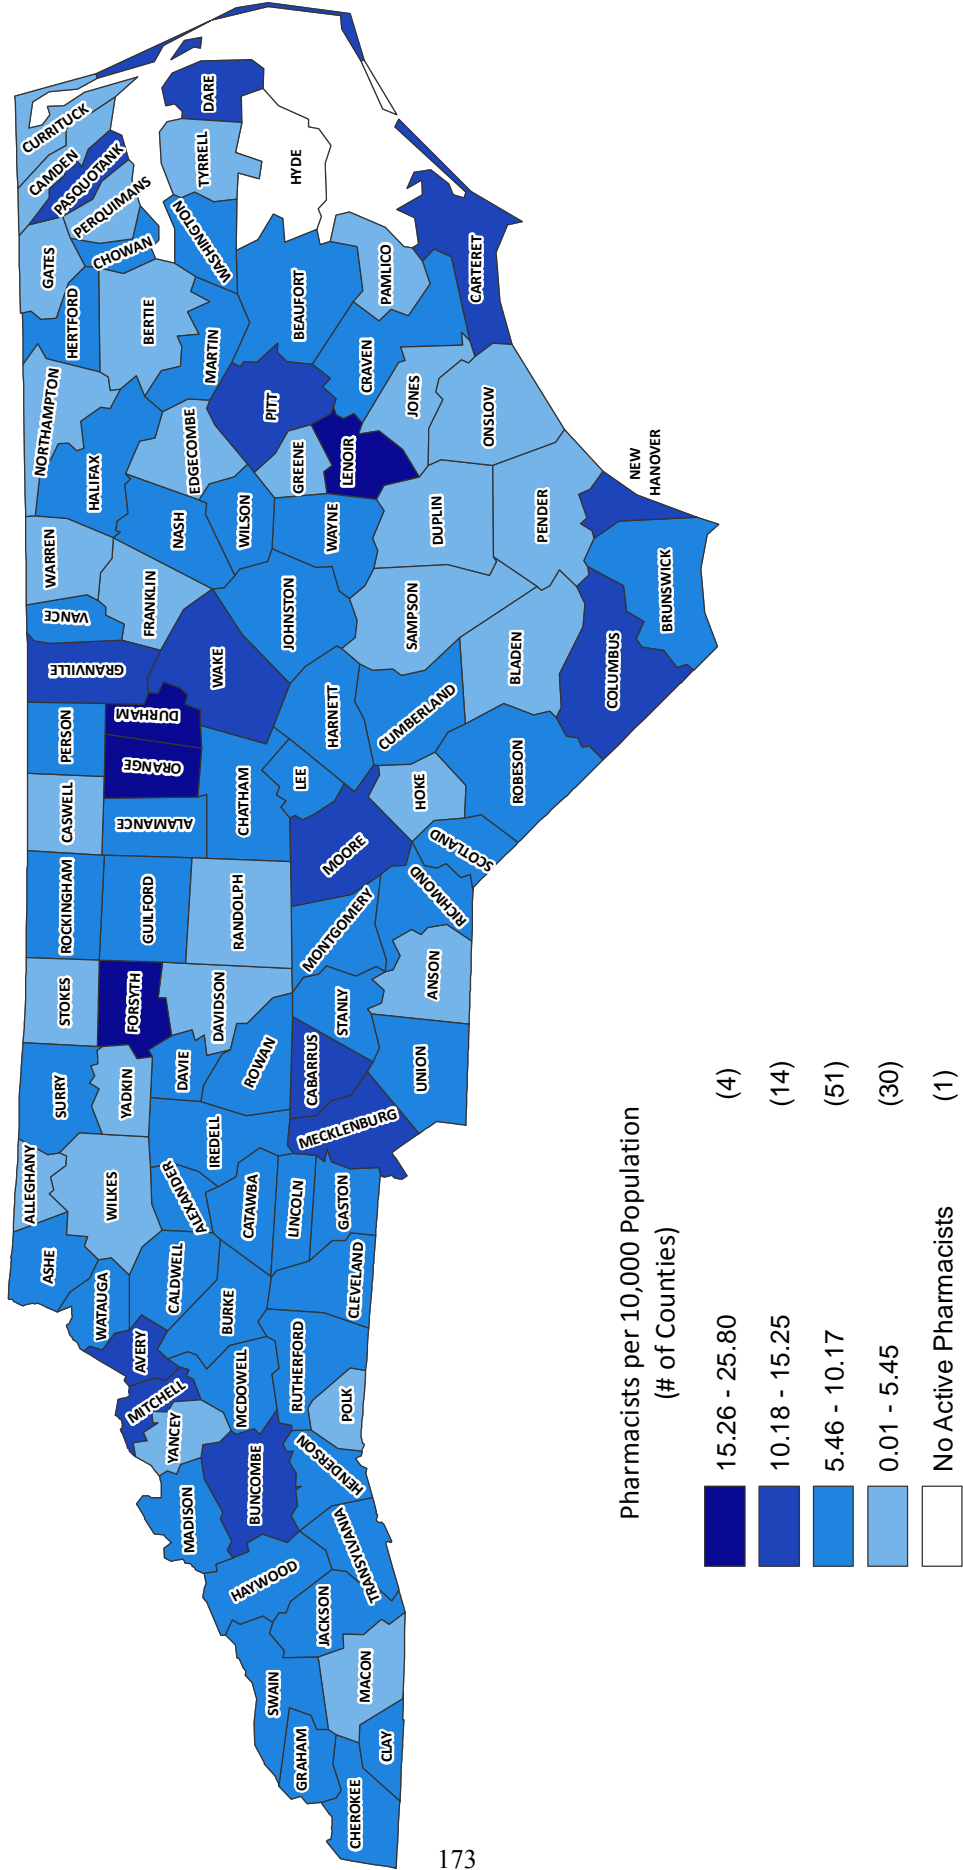 CURRITUCK
CAMDEN
PASQUOTANK
PERQUIMANS
GATES
CHOWAN
HERTFORD
NORTHAMPTON
BERTIE
HALIFAX
WARREN
VANCE
GRANVILLE
PERSON
CASWELL
ROCKINGHAM
STOKES
SURRY
ALLEGHANY
ASHE
DARE
TYRRELL
WASHINGTON
MARTIN
EDGECOMBE
NASH
FRANKLIN
DURHAM
ORANGE
ALAMANCE
GUILFORD
FORSYTH
YADKIN
WILKES
WATAUGA
AVERY
MITCHELL
YANCEY
MADISON
HYDE
BEAUFORT
PITT
GREENE
WILSON
WAKE
CHATHAM
RANDOLPH
DAVIDSON
DAVIE
ROWAN
IREDELL
ALEXANDER
CALDWELL
CATAWBA
BURKE
MCDOWELL
BUNCOMBE
HAYWOOD
SWAIN
GRAHAM
PAMLICO
CRAVEN
LENOIR
WAYNE
JOHNSTON
HARNETT
LEE
MOORE
MONTGOMERY
STANLY
CABARRUS
MECKLENBURG
LINCOLN
GASTON
CLEVELAND
RUTHERFORD
POLK
HENDERSON
TRANSYLVANIA
JACKSON
MACON
CLAY
CHEROKEE
CARTERET
JONES
ONSLOW
DUPLIN
SAMPSON
CUMBERLAND
HOKE
SCOTLAND
RICHMOND
ANSON
UNION
PENDER
BLADEN
ROBESON
NEW
HANOVER
BRUNSWICK
COLUMBUS
Pharmacists per 10,000 Population
(# of Counties)
15.26 - 25.80 (4)
10.18 - 15.25 (14)
5.46 - 10.17 (51)
0.01 - 5.45 (30)
No Active Pharmacists (1)
173